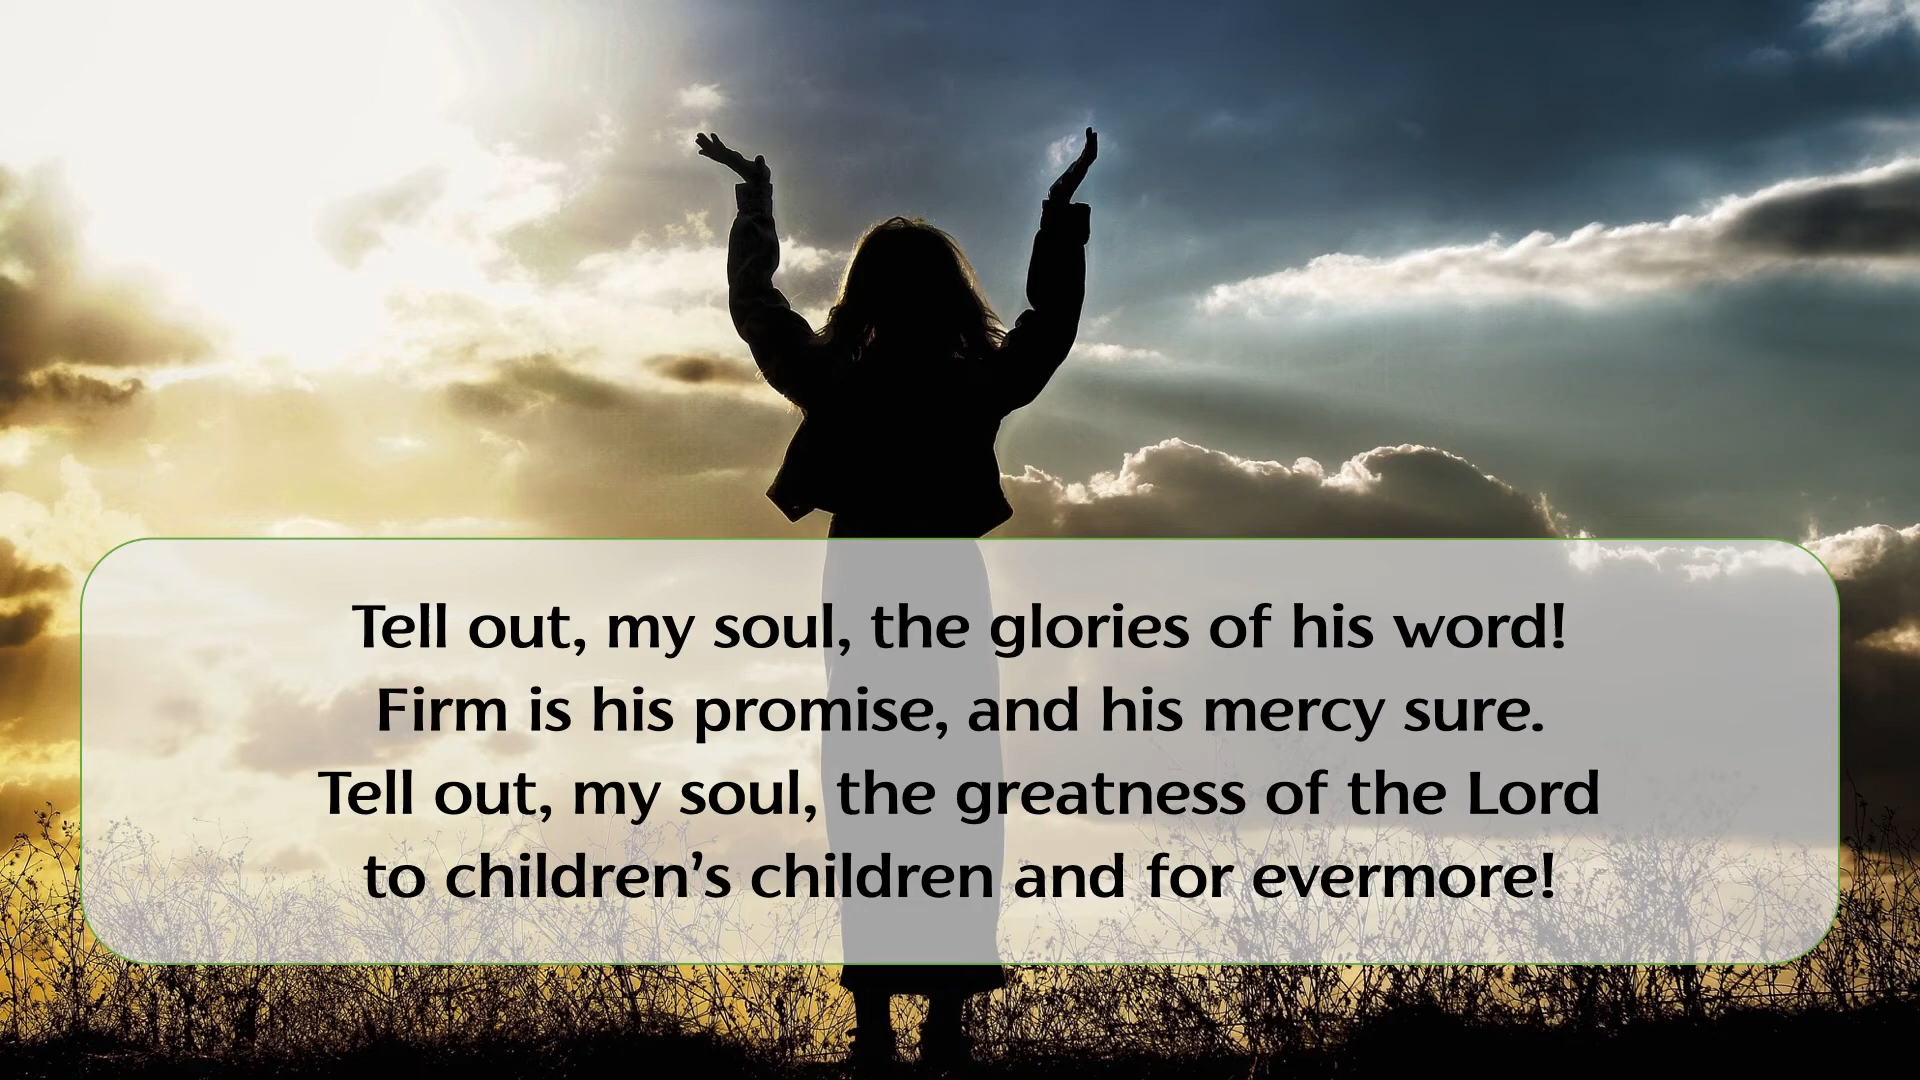 Tell out, my soul, the glories of his word!
Firm is his promise, and his mercy sure.
Tell out, my soul, the greatness of the Lord
to children’s children and for evermore!